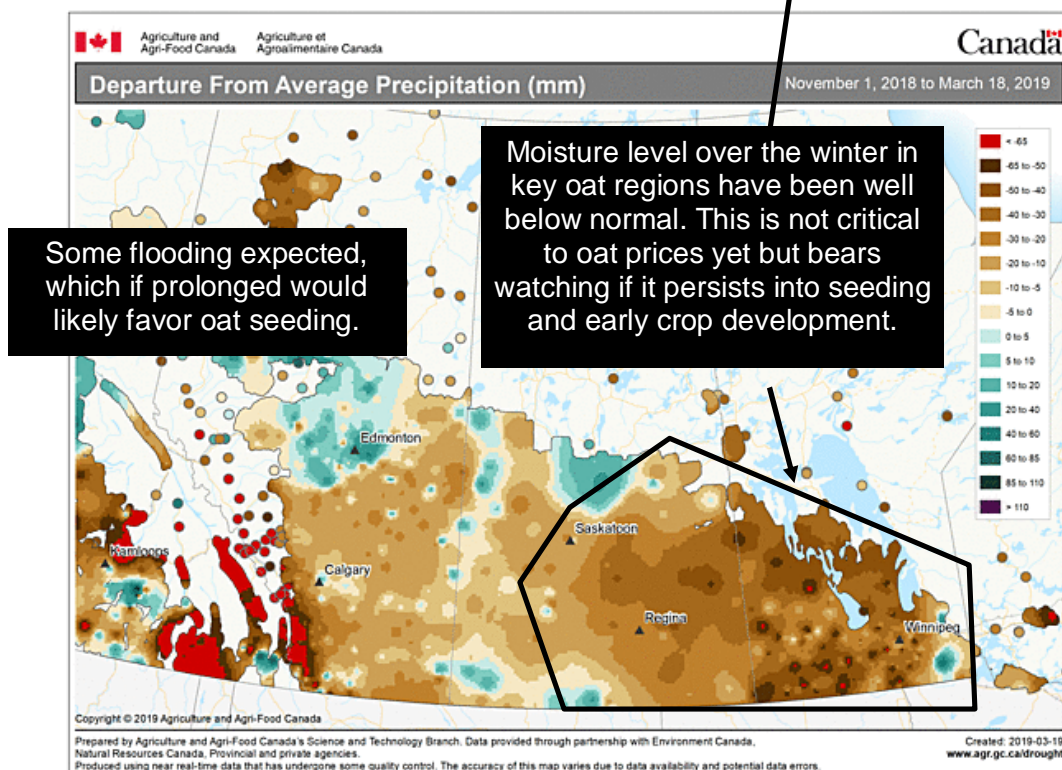 Agriculture and Agriculture et
Agri-Food Canada Agroalimentaire Canada
Canada
Departure From Average Precipitation (mm)
November 1, 2018 to March 18, 2019
Moisture level over the winter in
key oat regions have been well
below normal. This is not critical
to oat prices yet but bears
watching if it persists into seeding
and early crop development.
Some flooding expected,
which if prolonged would
likely favor oat seeding.
< -65
-65 to -50
-50 to -40
-40 to -30
-30 to -20
-20 to -10
-10 to -5
-5 to 0
0 to 5
5 to 10
10 to 20
20 to 40
40 to 60
60 to 85
85 to 110
> 110
Edmonton
Saskatoon
Kamloops
Calgary
Regina
Winnipeg
Copyright © 2019 Agriculture and Agri-Food Canada
Prepared by Agriculture and Agri-Food Canada's Science and Technology Branch. Data provided through partnership with Environment Canada,
Natural Resources Canada, Provincial and private agencies.
Produced using near real-time data that has undergone some quality control. The accuracy of this map varies due to data availability and potential data errors.
Created: 2019-03-19
www.agr.gc.ca/drought